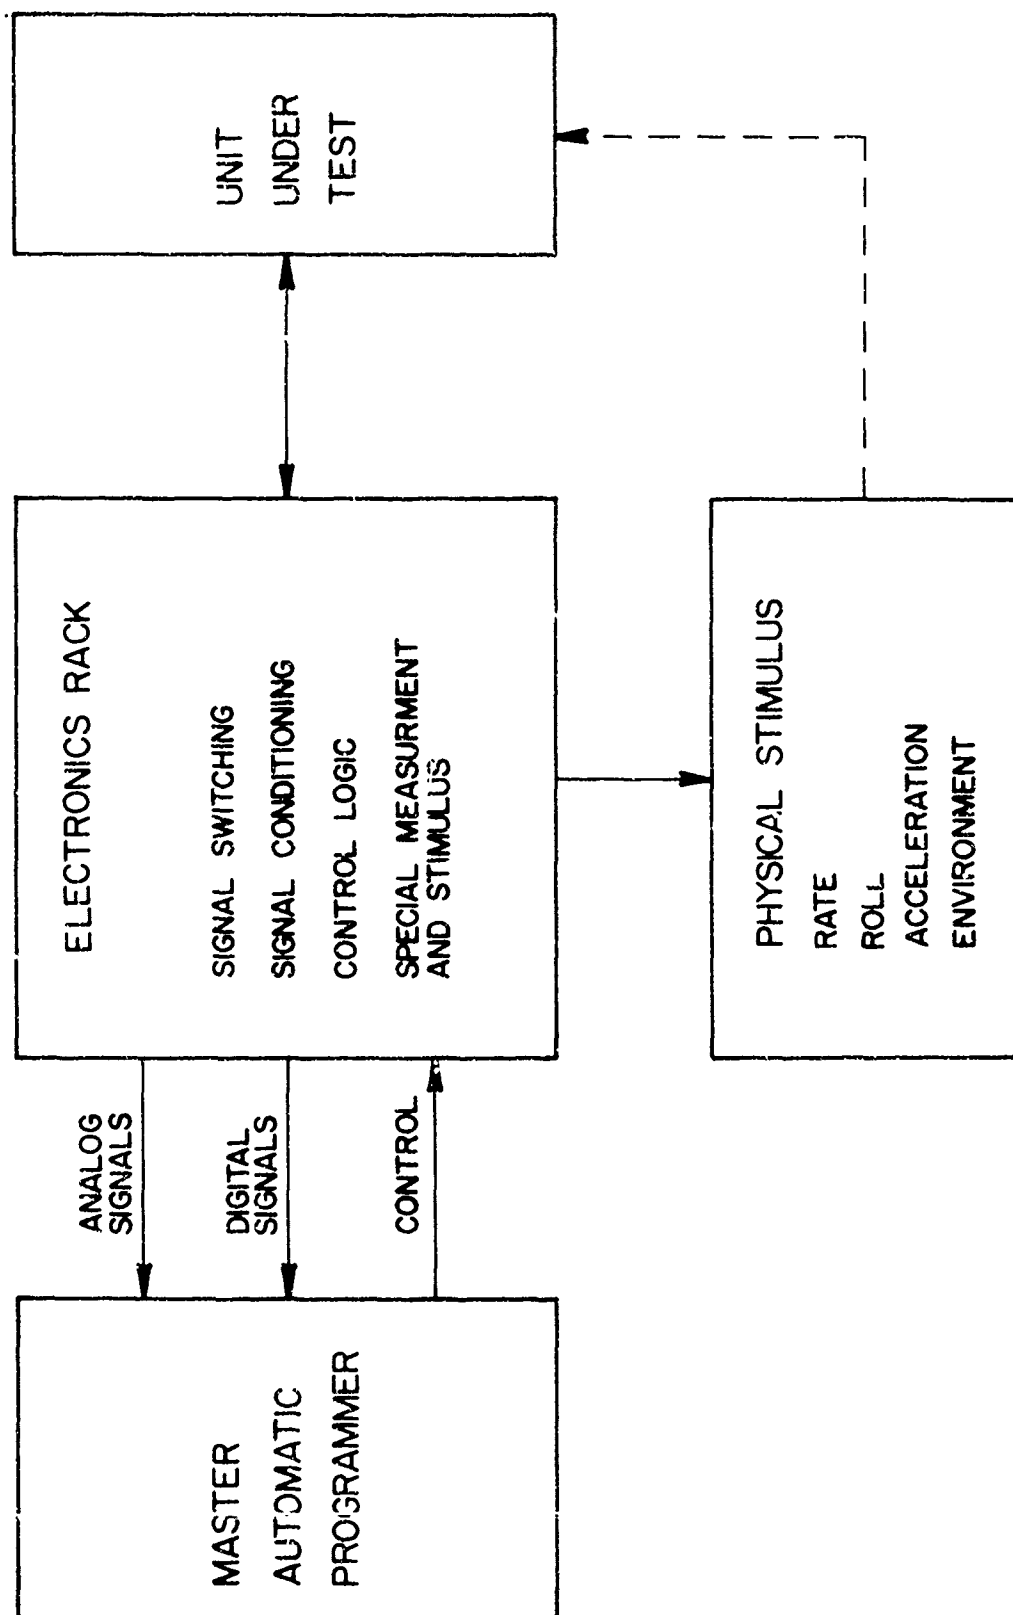 MASTER
AUTOMATIC
PROGRAMMER
ANALOG
SIGNALS
DIGITAL
SIGNALS
CONTROL
ELECTRONICS RACK
SIGNAL SWITCHING
SIGNAL CONDITIONING
CONTROL LOGIC
SPECIAL MEASURMENT
AND STIMULUS
UNIT
UNDER
TEST
PHYSICAL STIMULUS
RATE
ROLL
ACCELERATION
ENVIRONMENT